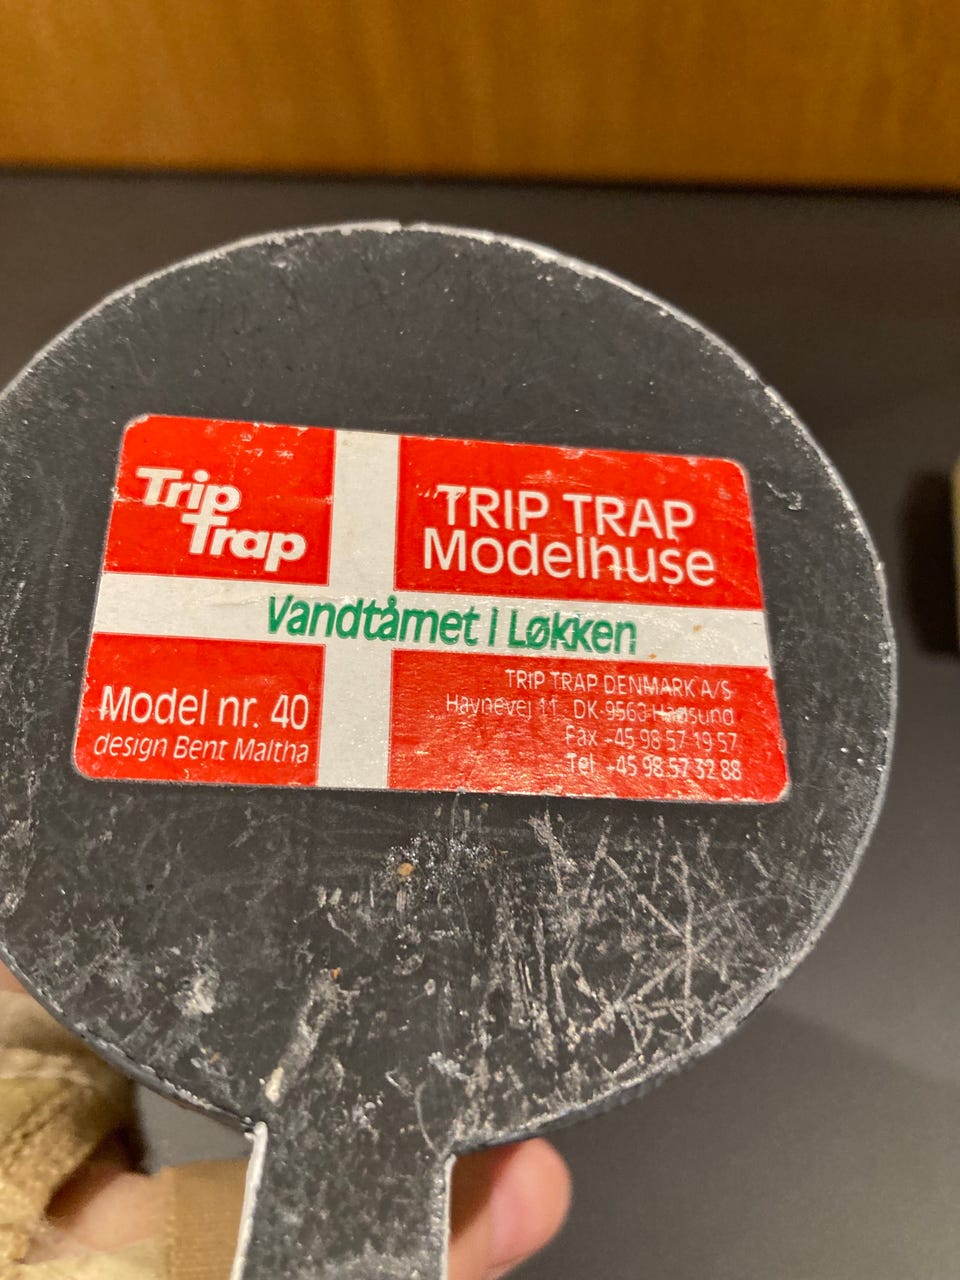 Trip
Trap
TRIP TRAP
Modelhuse
Vandtåmet i Løkken
Model nr. 40
design Bent Maltha
TRIP TRAP DENMARK A/S
Havnevej 11 DK-9560 Hadsund
Fax +45 98 57 19 57
Tel +45 98 57 32 88